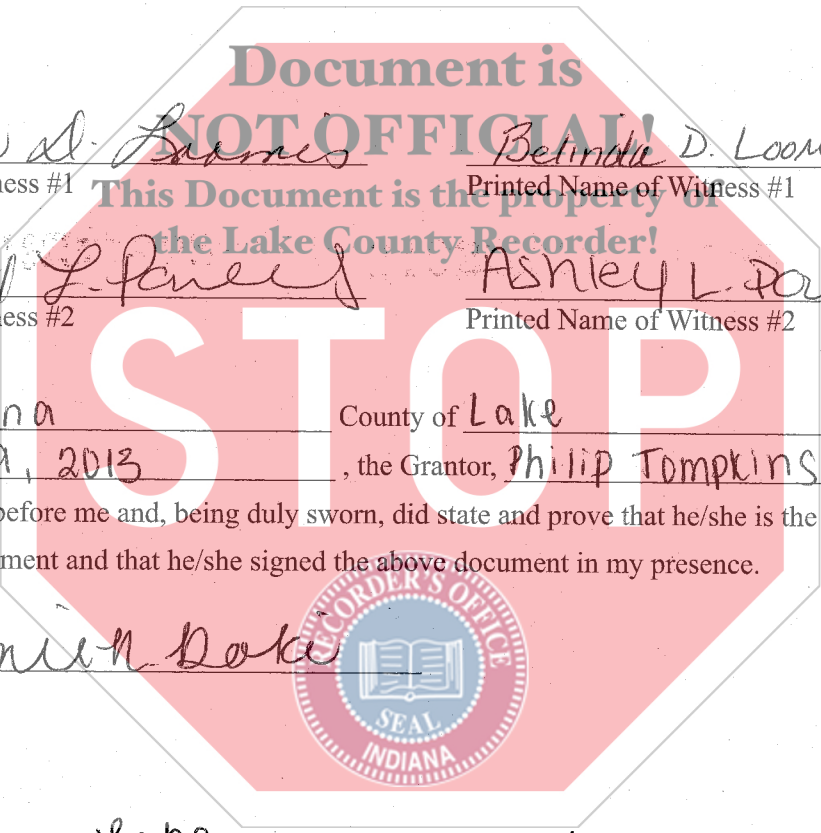 Document is
NOT OFFICIAL!
D. Loomis Belinda D. Loom
ness #1 Printed Name of Witness #1
This Document is the property of
the Lake County Recorder!
L. Ashley L.
ness #2 Printed Name of Witness #2
STOP
na County of Lake
, 2013 , the Grantor, Philip Tompkins
before me and, being duly sworn, did state and prove that he/she is the
ment and that he/she signed the above document in my presence.
RECORDER'S OFFICE
SEAL
INDIANA